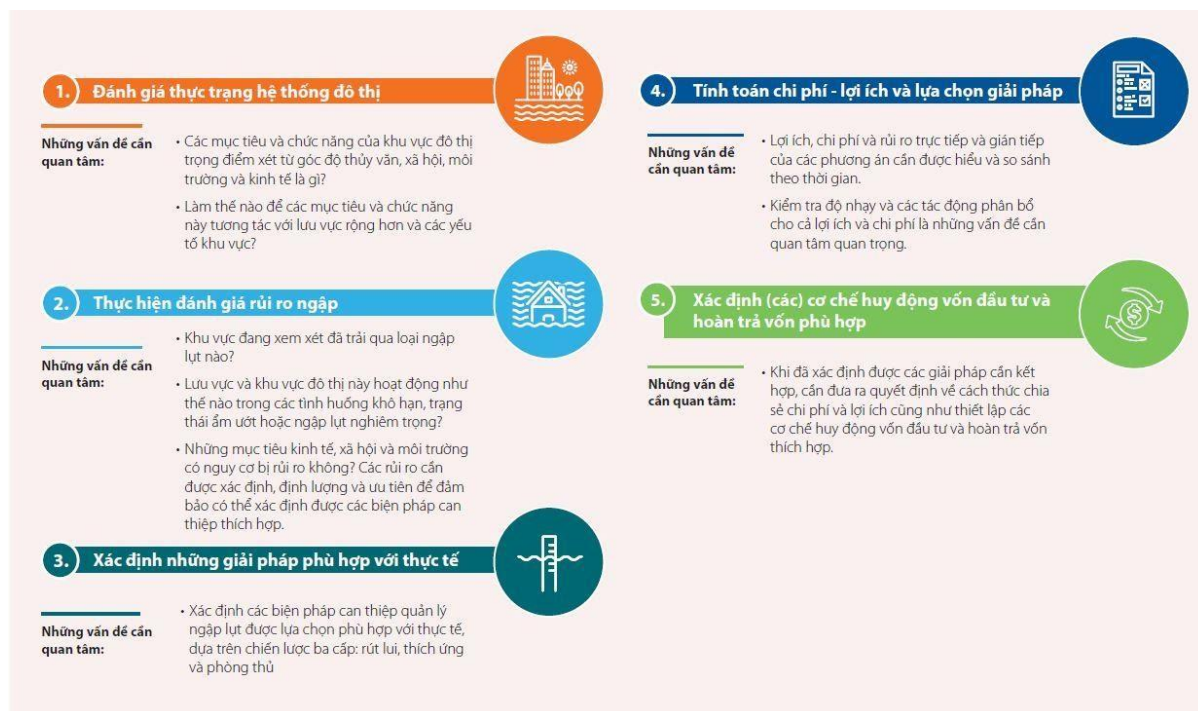 1. Đánh giá thực trạng hệ thống đô thị
Những vấn đề cần
quan tâm:
• Các mục tiêu và chức năng của khu vực đô thị
trọng điểm xét từ góc độ thủy văn, xã hội, môi
trường và kinh tế là gì?
• Làm thế nào để các mục tiêu và chức năng
này tương tác với lưu vực rộng hơn và các yếu
tố khu vực?
2. Thực hiện đánh giá rủi ro ngập
Những vấn đề cần
quan tâm:
• Khu vực đang xem xét đã trải qua loại ngập
lụt nào?
• Lưu vực và khu vực đô thị này hoạt động như
thế nào trong các tình huống khô hạn, trạng
thái ẩm ướt hoặc ngập lụt nghiêm trọng?
• Những mục tiêu kinh tế, xã hội và môi trường
có nguy cơ bị rủi ro không? Các rủi ro cần
được xác định, định lượng và ưu tiên để đảm
bảo có thể xác định được các biện pháp can
thiệp thích hợp.
3. Xác định những giải pháp phù hợp với thực tế
Những vấn đề cần
quan tâm:
• Xác định các biện pháp can thiệp quản lý
ngập lụt được lựa chọn phù hợp với thực tế,
dựa trên chiến lược ba cấp: rút lui, thích ứng
và phòng thủ
4. Tính toán chi phí - lợi ích và lựa chọn giải pháp
Những vấn đề
cần quan tâm:
• Lợi ích, chi phí và rủi ro trực tiếp và gián tiếp
của các phương án cần được hiểu và so sánh
theo thời gian.
• Kiểm tra độ nhạy và các tác động phân bổ
cho cả lợi ích và chi phí là những vấn đề cần
quan tâm quan trọng.
5. Xác định (các) cơ chế huy động vốn đầu tư và
hoàn trả vốn phù hợp
Những vấn đề
cần quan tâm:
• Khi đã xác định được các giải pháp cần kết
hợp, cần đưa ra quyết định về cách thức chia
sẻ chi phí và lợi ích cũng như thiết lập các
cơ chế huy động vốn đầu tư và hoàn trả vốn
thích hợp.